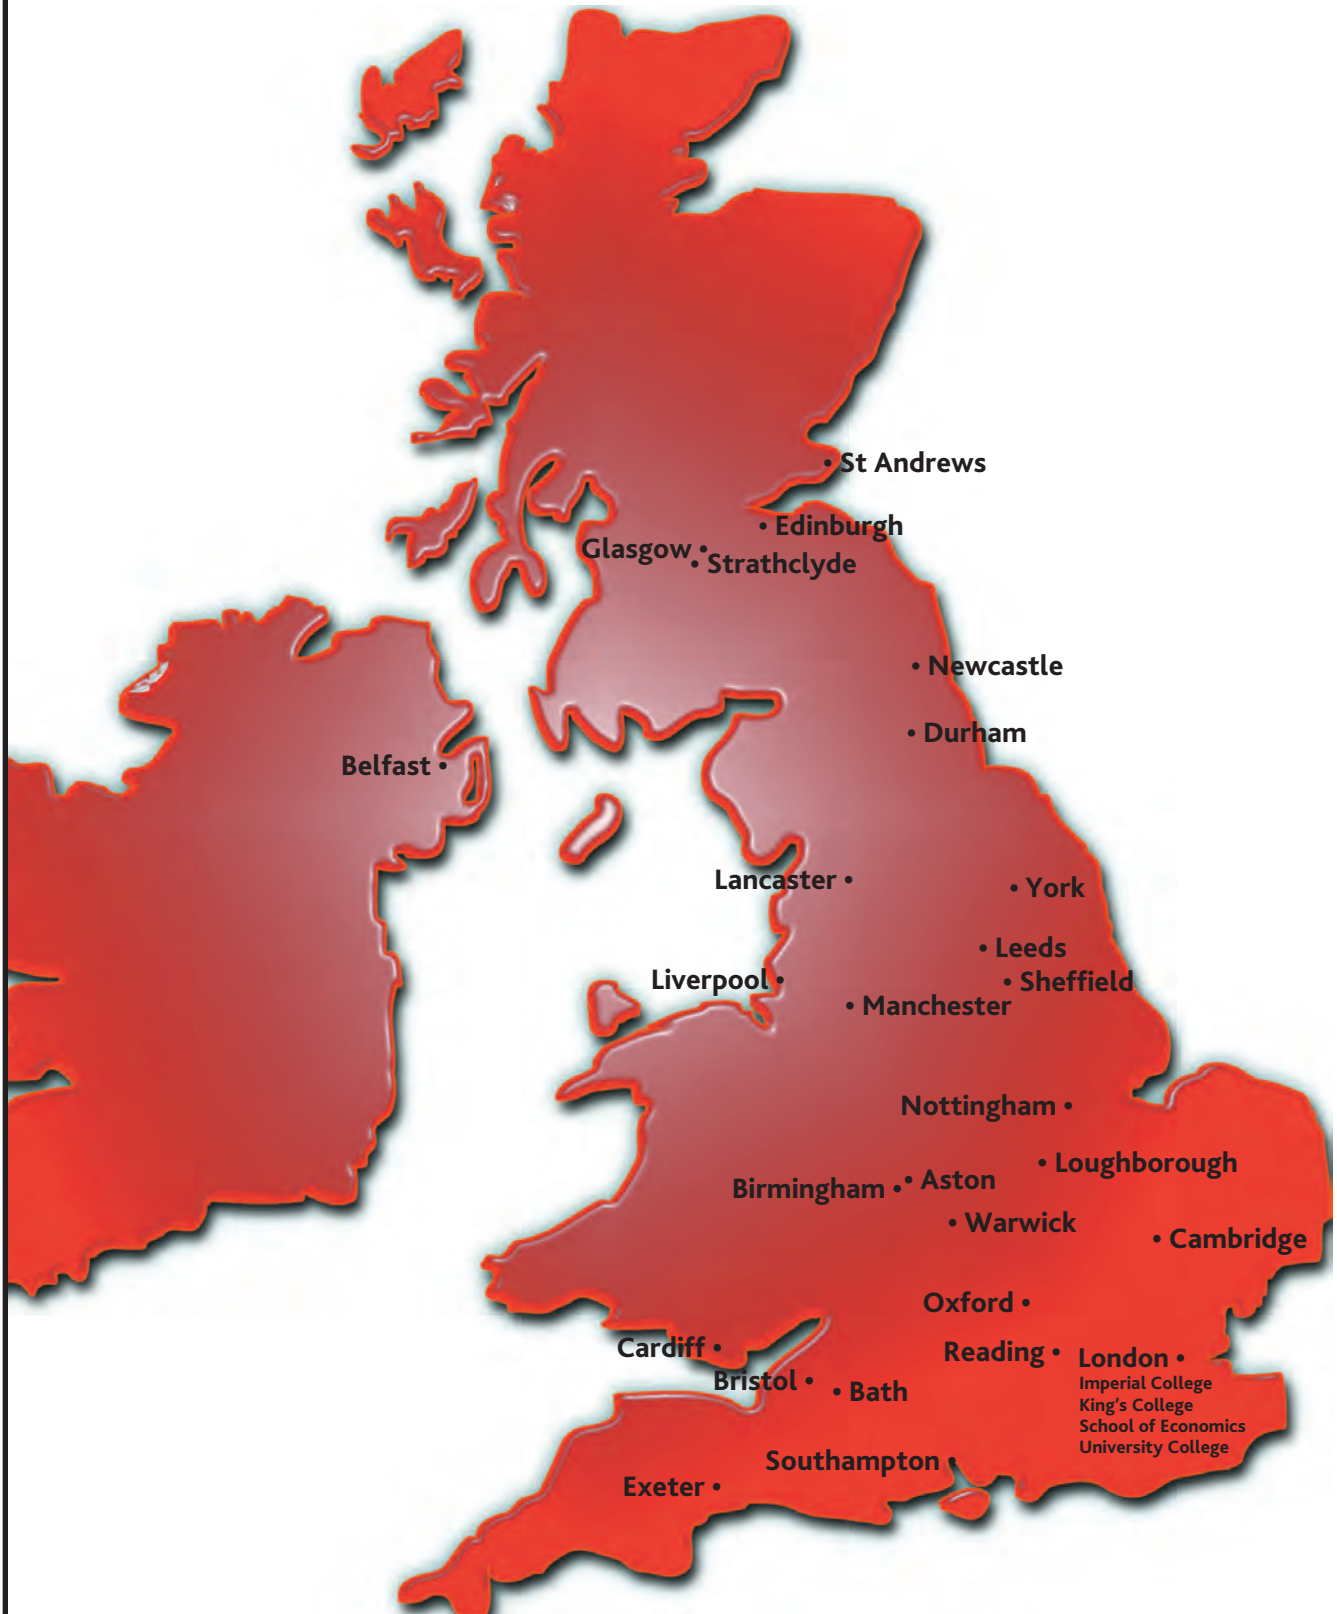 St Andrews
Edinburgh
Glasgow
Strathclyde
Newcastle
Durham
Belfast
Lancaster
York
Leeds
Liverpool
Sheffield
Manchester
Nottingham
Loughborough
Aston
Birmingham
Warwick
Cambridge
Oxford
Cardiff
Reading
London
Imperial College
King's College
School of Economics
University College
Bristol
Bath
Southampton
Exeter